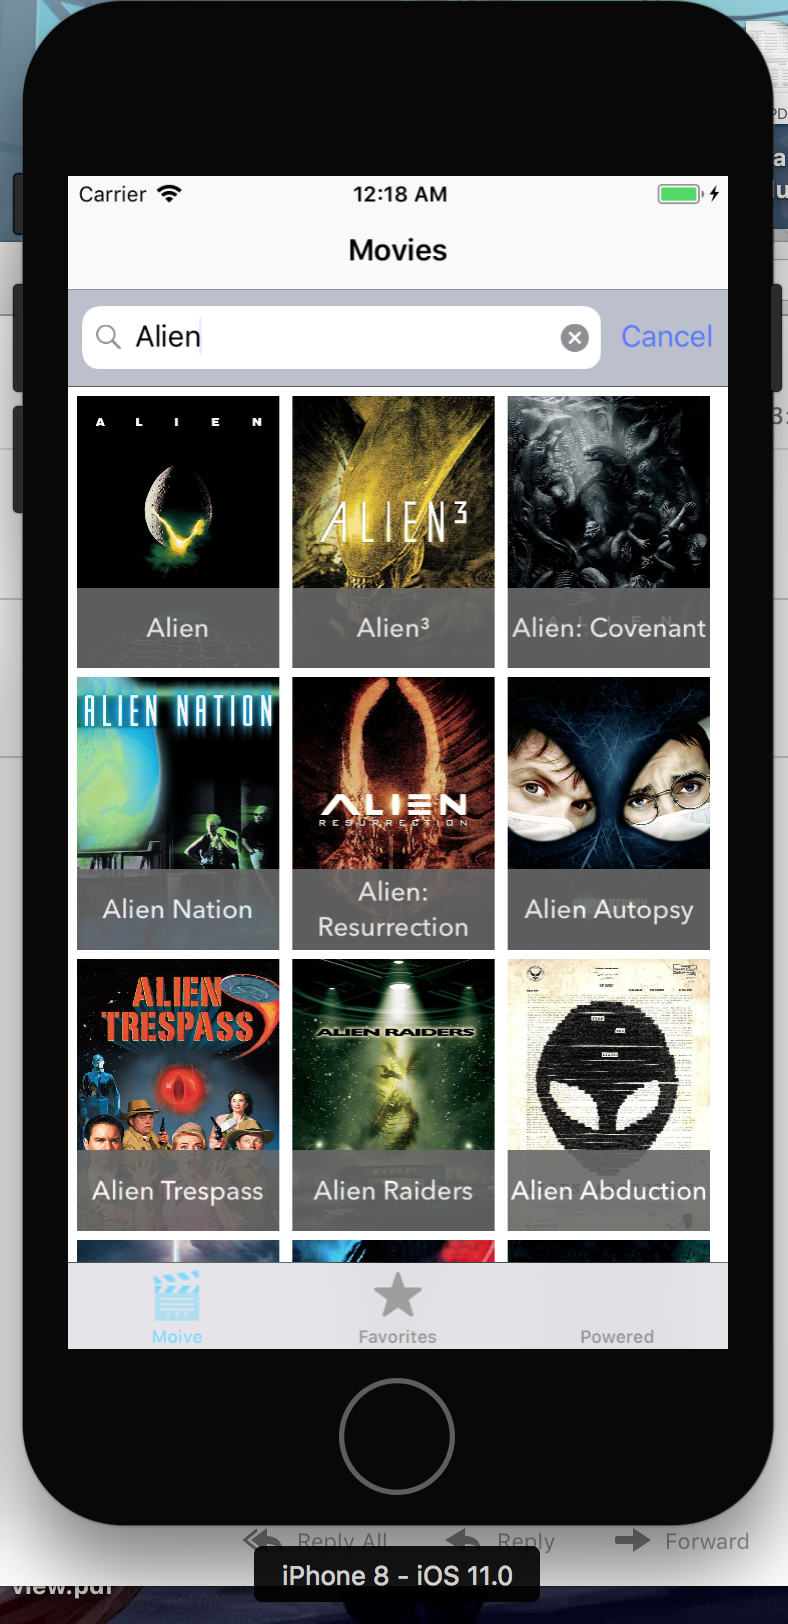 PD
Carrier
12:18 AM
Movies
Alien
Cancel
A L I E N
ALIEN³
Alien
Alien³
Alien: Covenant
ALIEN NATION
ALIEN
RESURRECTION
Alien Nation
Alien:
Resurrection
Alien Autopsy
ALIEN
TRESPASS
ALIEN RAIDERS
Alien Trespass
Alien Raiders
Alien Abduction
Moive
Favorites
Powered
Reply All
Reply
Forward
view.pdf
iPhone 8 - iOS 11.0